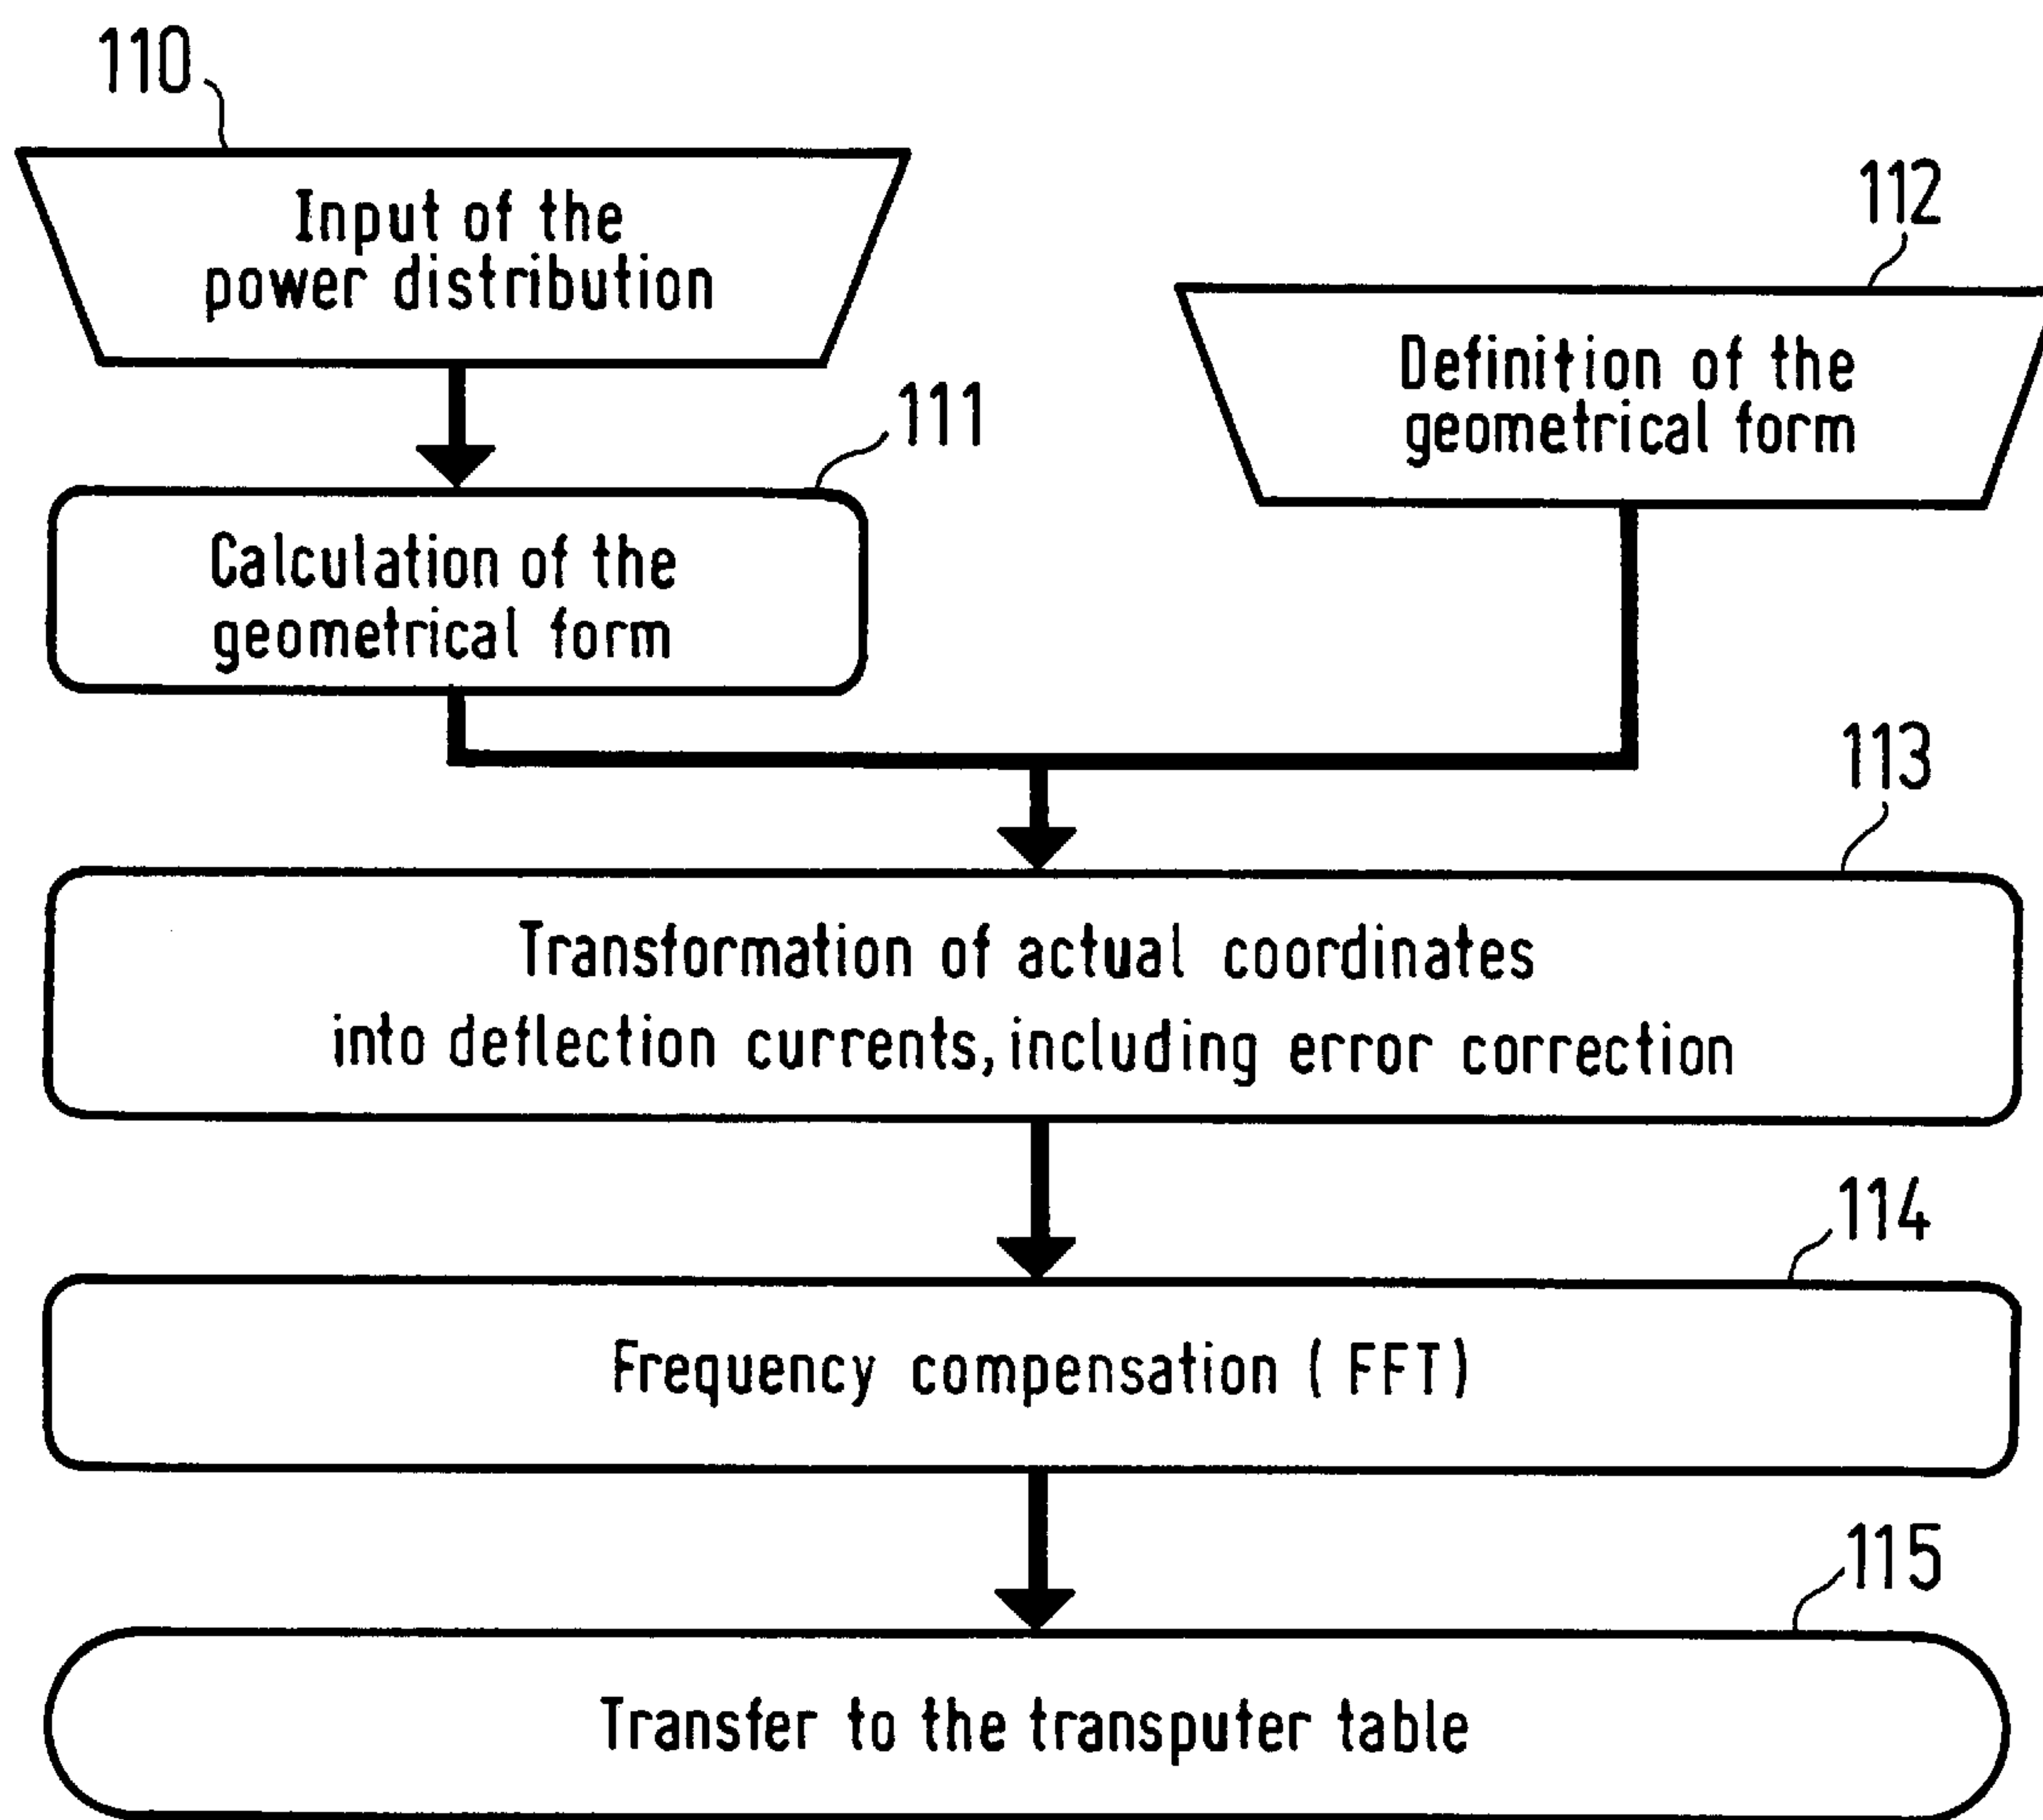 110
Input of the
power distribution
112
Definition of the
geometrical form
111
Calculation of the
geometrical form
113
Transformation of actual coordinates
into deflection currents, including error correction
114
Frequency compensation ( FFT)
115
Transfer to the transputer table